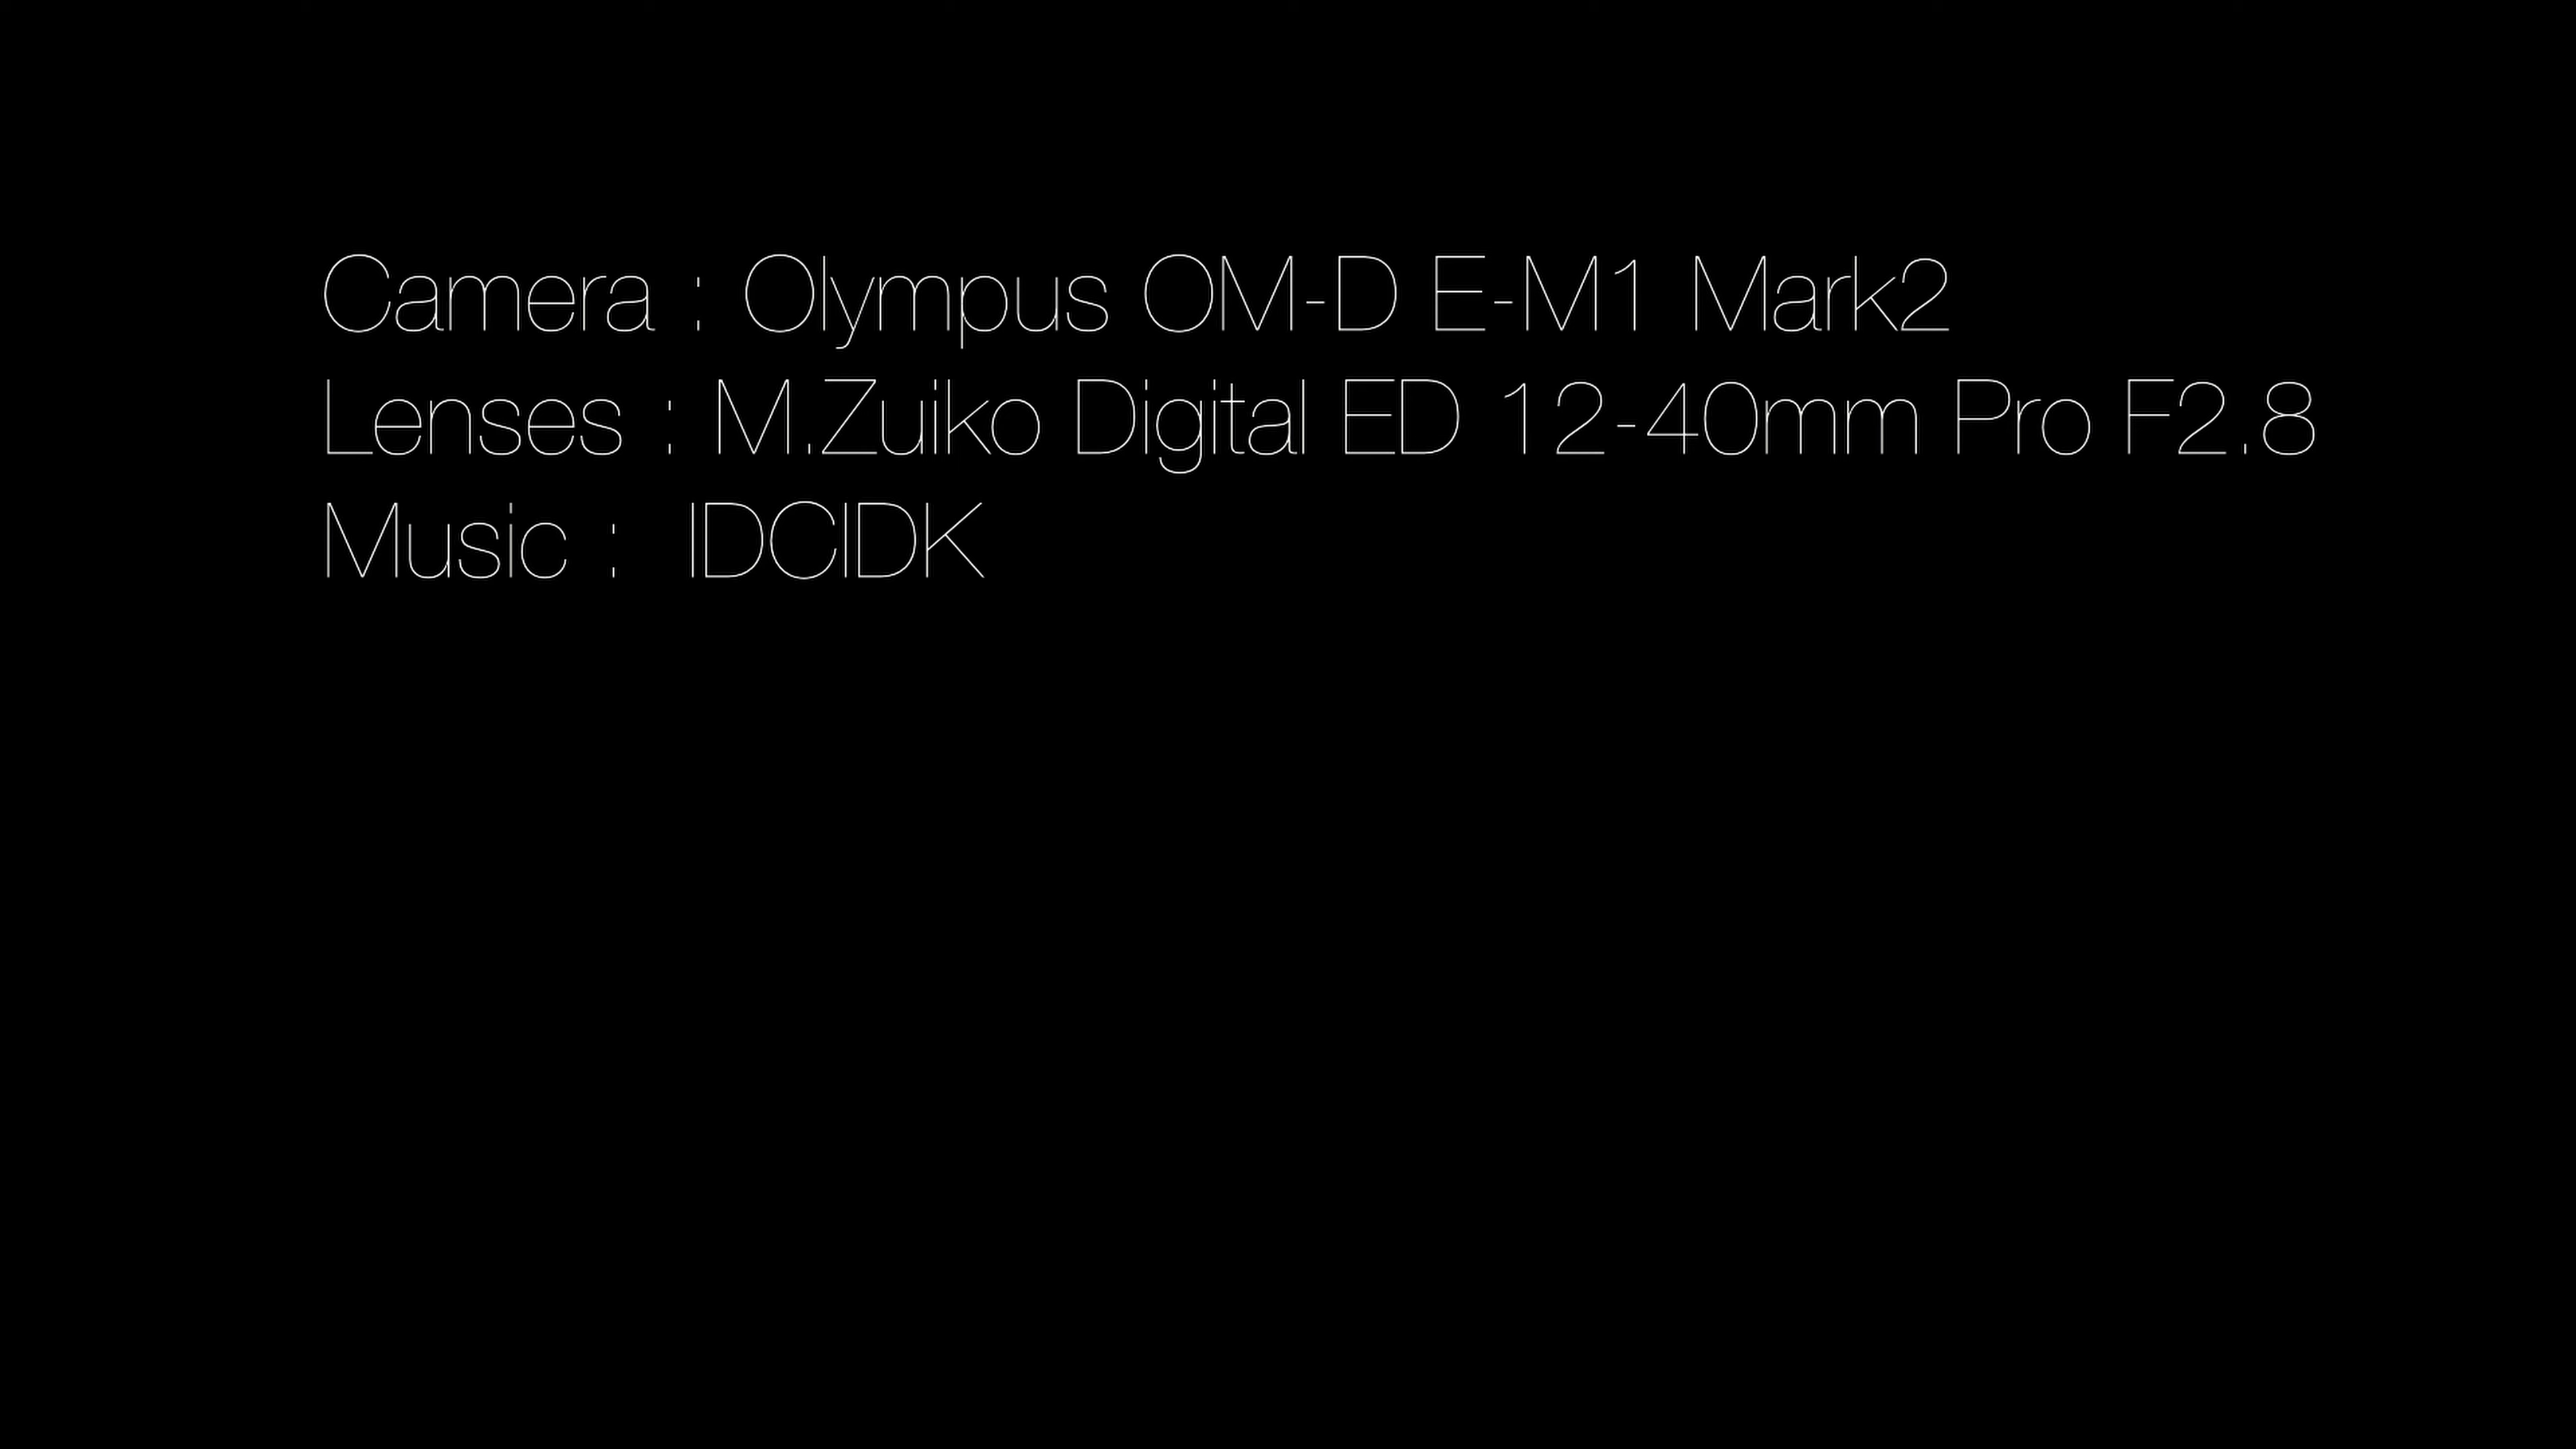 Camera : Olympus OM-D E-M1 Mark2
Lenses : M.Zuiko Digital ED 12-40mm Pro F2.8
Music :  IDCIDK